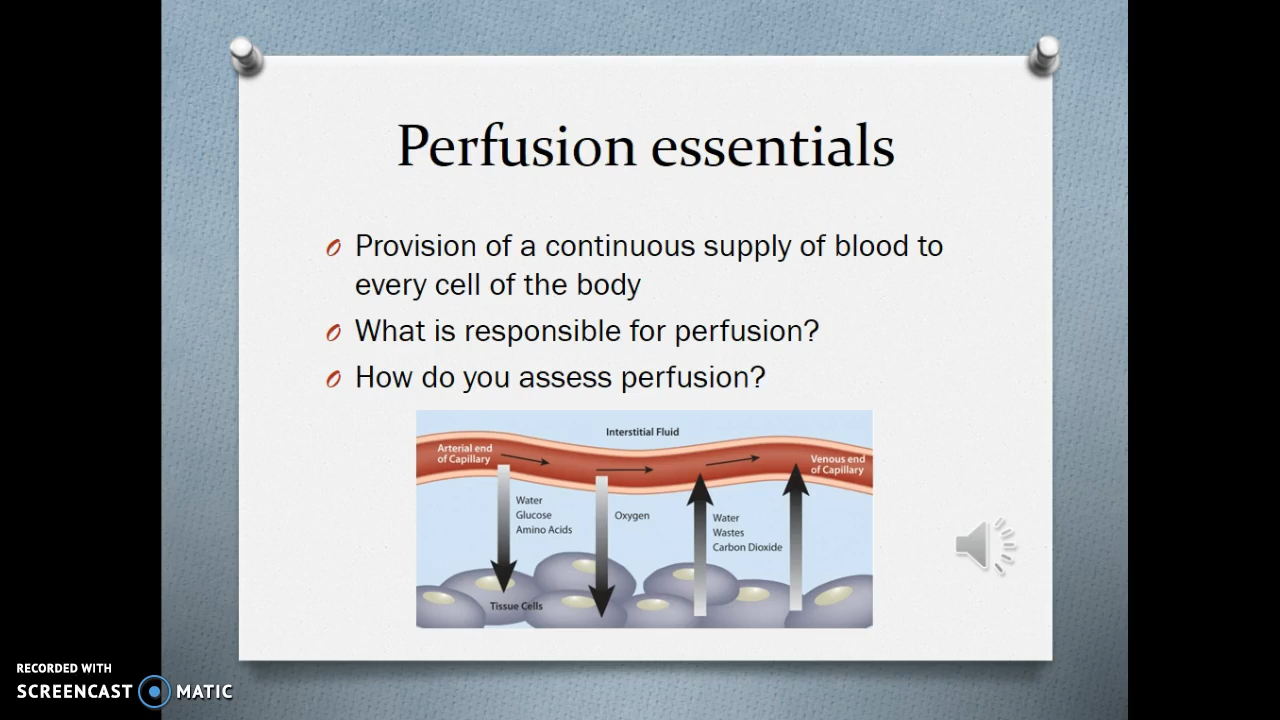 Perfusion essentials
Provision of a continuous supply of blood to
every cell of the body
What is responsible for perfusion?
How do you assess perfusion?
Interstitial Fluid
Arterial end
of Capillary
Venous end
of Capillary
Water
Glucose
Amino Acids
Oxygen
Water
Wastes
Carbon Dioxide
Tissue Cells
RECORDED WITH
SCREENCAST MATIC